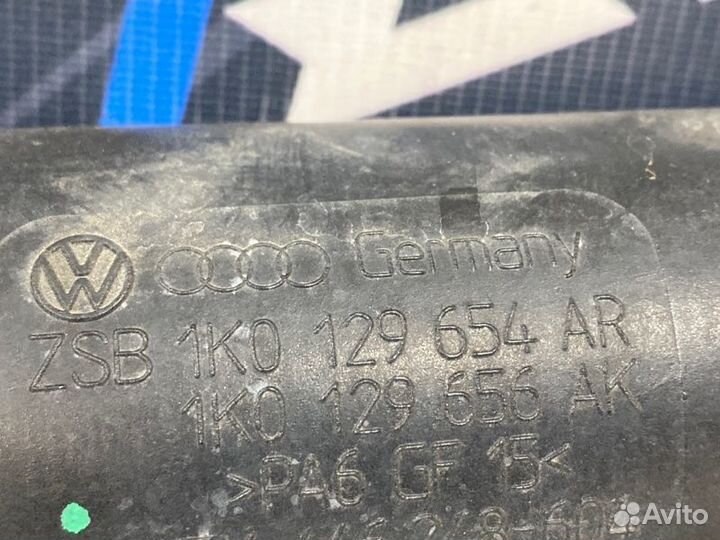 Germany
ZSB 1K0 129 654 AR
1K0 129 656 AK
>PA6 GF 15<
Avito